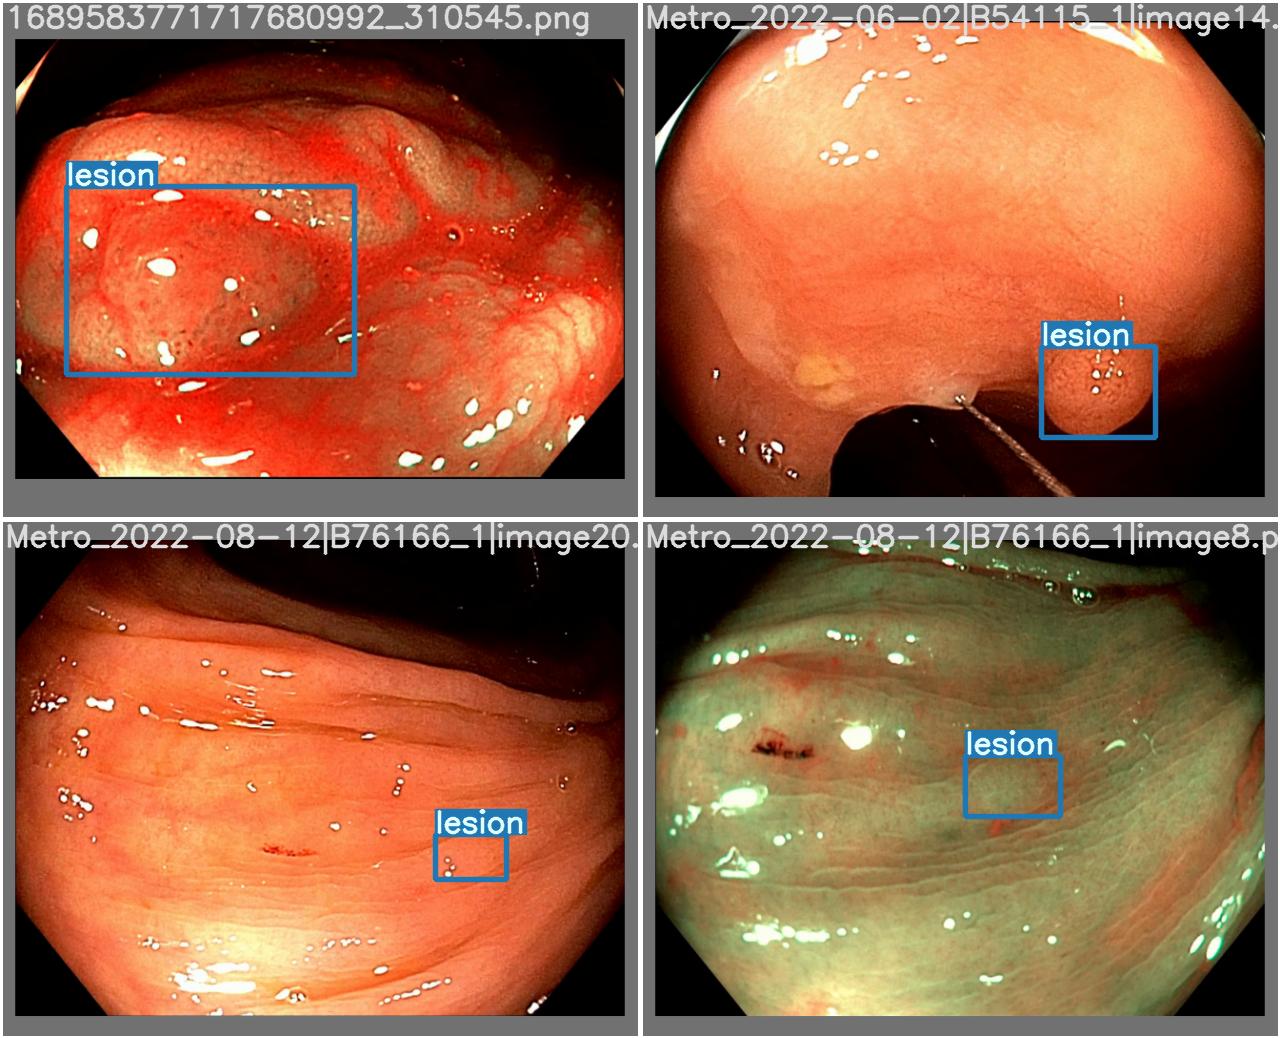 1689583771717680992_310545.png
Metro_2022-06-02|B54115_1|image14.
lesion
lesion
Metro_2022-08-12|B76166_1|image20.
Metro_2022-08-12|B76166_1|image8.p
lesion
lesion